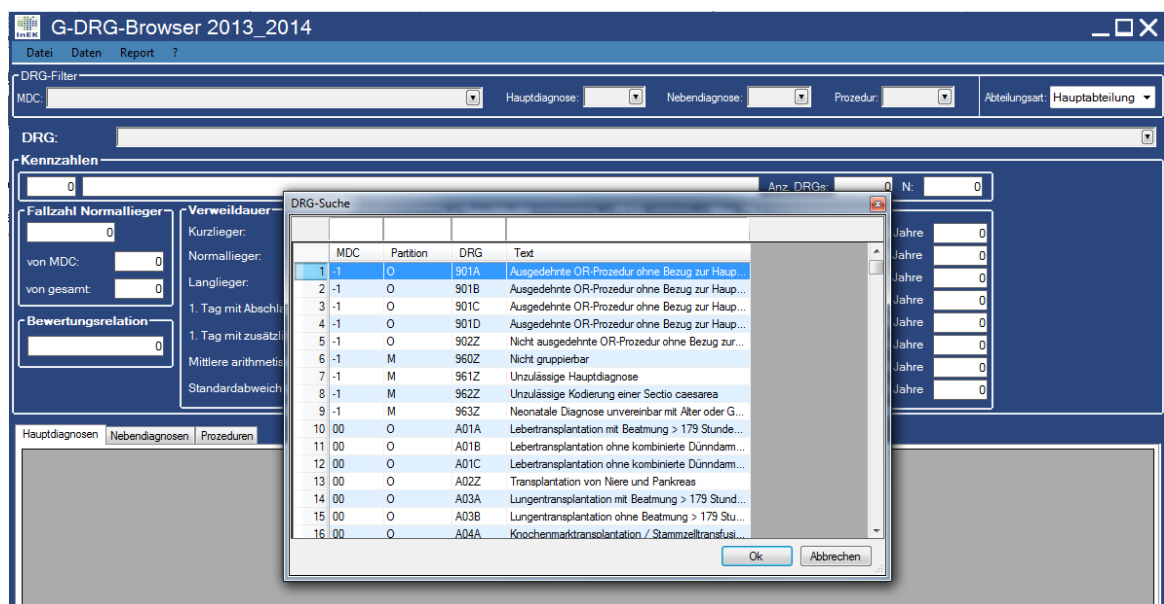 InEK G-DRG-Browser 2013_2014
Datei Daten Report ?
DRG-Filter
MDC: Hauptdiagnose: Nebendiagnose: Prozedur: Abteilungsart: Hauptabteilung
DRG:
Kennzahlen
0 Anz. DRGs: 0 N: 0
Fallzahl Normallieger
0
von MDC: 0
von gesamt: 0
Bewertungsrelation
0
Verweildauer
Kurzlieger:
Normallieger:
Langlieger:
1. Tag mit Abschla
1. Tag mit zusätzli
Mittlere arithmetis
Standardabweich
Jahre 0
Jahre 0
Jahre 0
Jahre 0
Jahre 0
Jahre 0
Jahre 0
Jahre 0
DRG-Suche
MDC Partition DRG Text
1 -1 O 901A Ausgedehnte OR-Prozedur ohne Bezug zur Haup...
2 -1 O 901B Ausgedehnte OR-Prozedur ohne Bezug zur Haup...
3 -1 O 901C Ausgedehnte OR-Prozedur ohne Bezug zur Haup...
4 -1 O 901D Ausgedehnte OR-Prozedur ohne Bezug zur Haup...
5 -1 O 902Z Nicht ausgedehnte OR-Prozedur ohne Bezug zur...
6 -1 M 960Z Nicht gruppierbar
7 -1 M 961Z Unzulässige Hauptdiagnose
8 -1 M 962Z Unzulässige Kodierung einer Sectio caesarea
9 -1 M 963Z Neonatale Diagnose unvereinbar mit Alter oder G...
10 00 O A01A Lebertransplantation mit Beatmung > 179 Stunde...
11 00 O A01B Lebertransplantation ohne kombinierte Dünndarm...
12 00 O A01C Lebertransplantation ohne kombinierte Dünndarm...
13 00 O A02Z Transplantation von Niere und Pankreas
14 00 O A03A Lungentransplantation mit Beatmung > 179 Stund...
15 00 O A03B Lungentransplantation ohne Beatmung > 179 Stu...
16 00 O A04A Knochenmarktransplantation / Stammzelltransfusi...
Ok Abbrechen
Hauptdiagnosen Nebendiagnosen Prozeduren